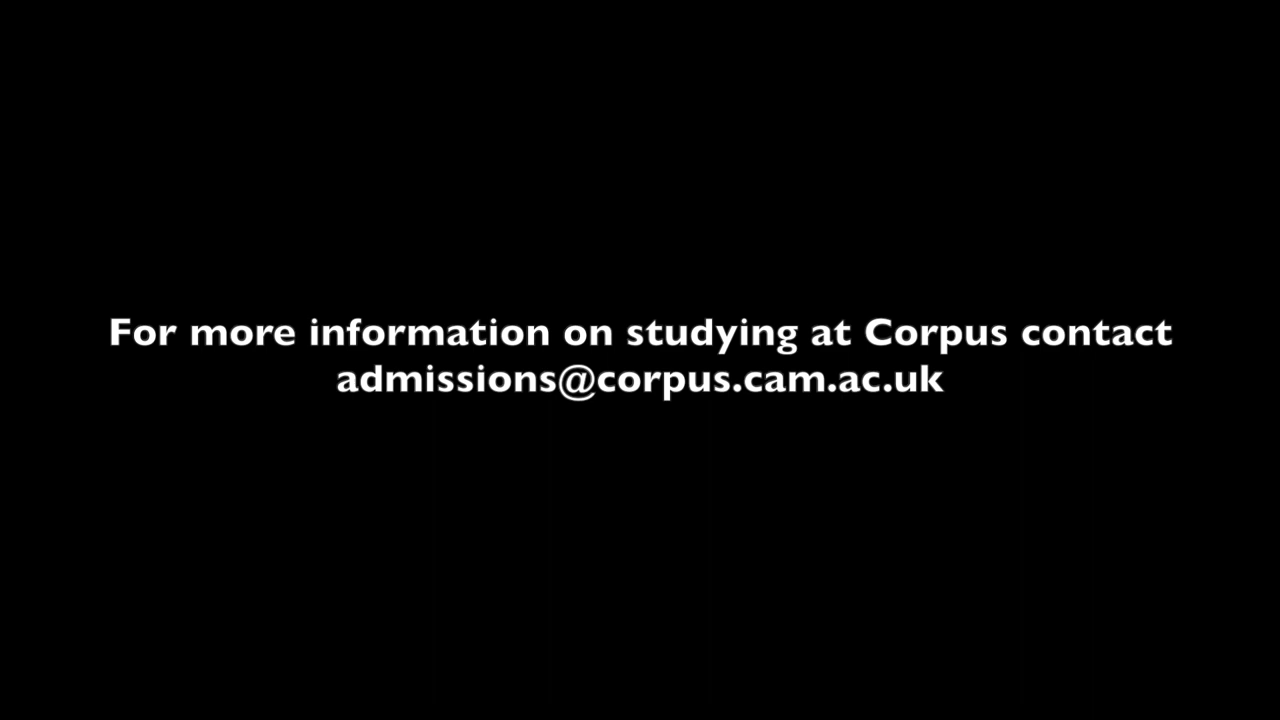 For more information on studying at Corpus contact
admissions@corpus.cam.ac.uk